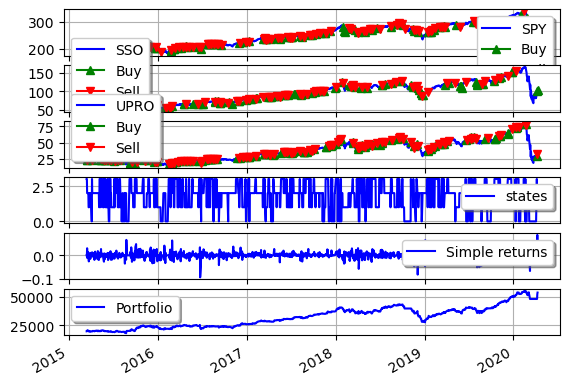 300
200
SPY
Buy
SSO
Buy
Sell
150
100
50
UPRO
Buy
Sell
75
50
25
2.5
0.0
states
0.0
−0.1
Simple returns
50000
25000
Portfolio
2015 2016 2017 2018 2019 2020